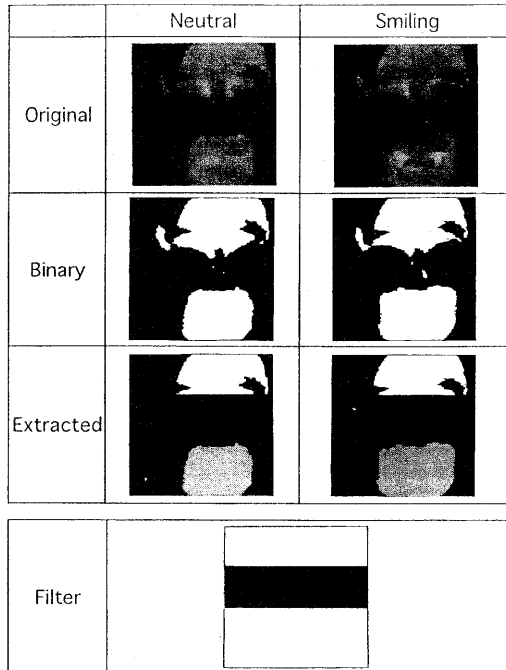 Neutral Smiling
Original
Binary
Extracted
Filter